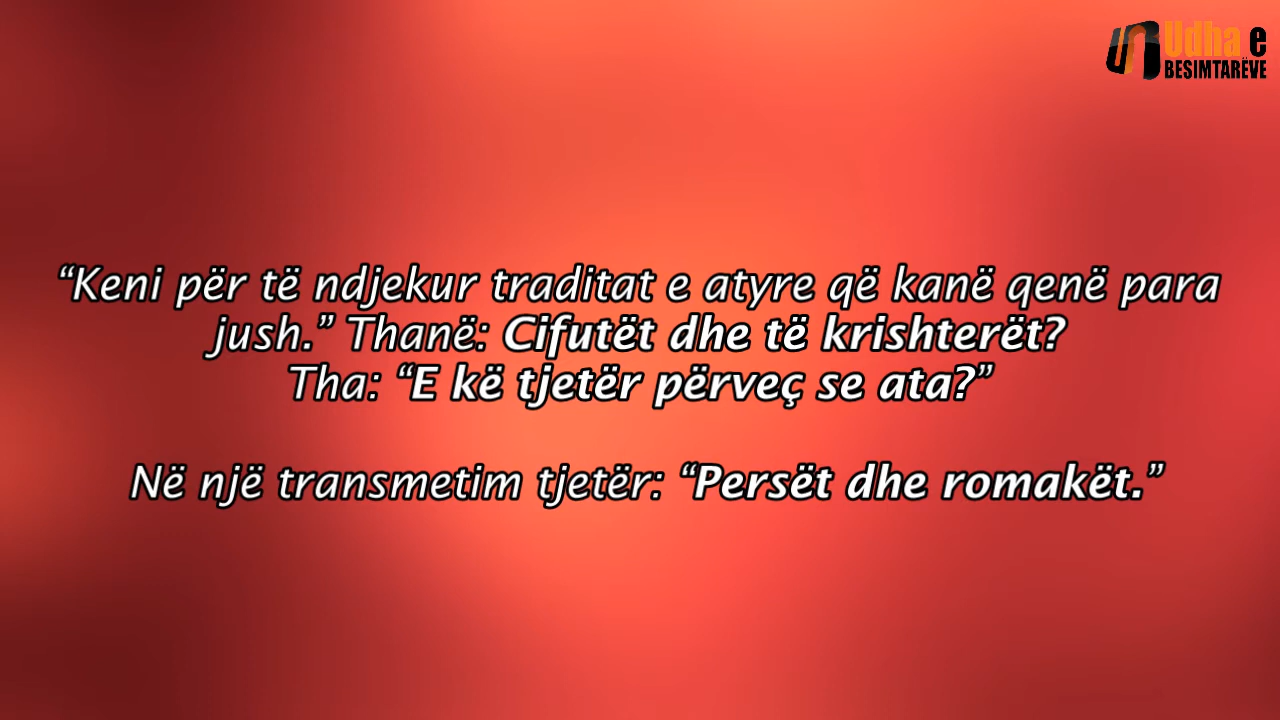 Udha e
BESIMTARËVE
“Keni për të ndjekur traditat e atyre që kanë qenë para
jush.” Thanë: Cifutët dhe të krishterët?
Tha: “E kë tjetër përveç se ata?”
Në një transmetim tjetër: “Persët dhe romakët.”